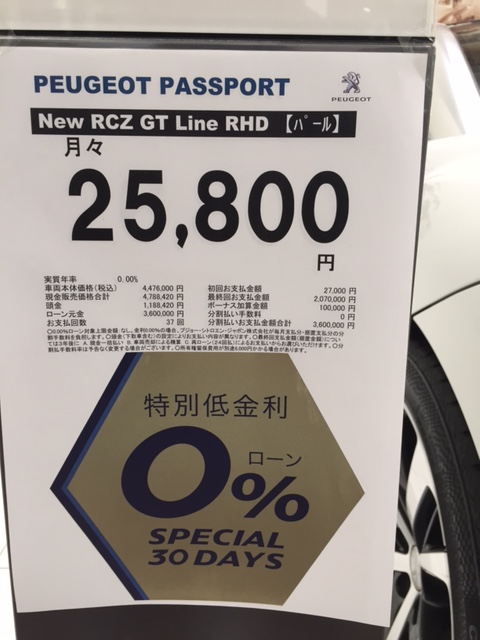 PEUGEOT PASSPORT
PEUGEOT
New RCZ GT Line RHD 【ﾊﾟｰﾙ】
月々
25,800
円
実質年率 0.00%
車両本体価格(税込) 4,476,000 円
現金販売価格合計 4,788,420 円
頭金 1,188,420 円
ローン元金 3,600,000 円
お支払回数 37 回
初回お支払金額 27,000 円
最終回お支払金額 2,070,000 円
ボーナス加算金額 100,000 円
分割払い手数料 0 円
分割払いお支払金額合計 3,600,000 円
特別低金利
ローン
0%
SPECIAL
30 DAYS